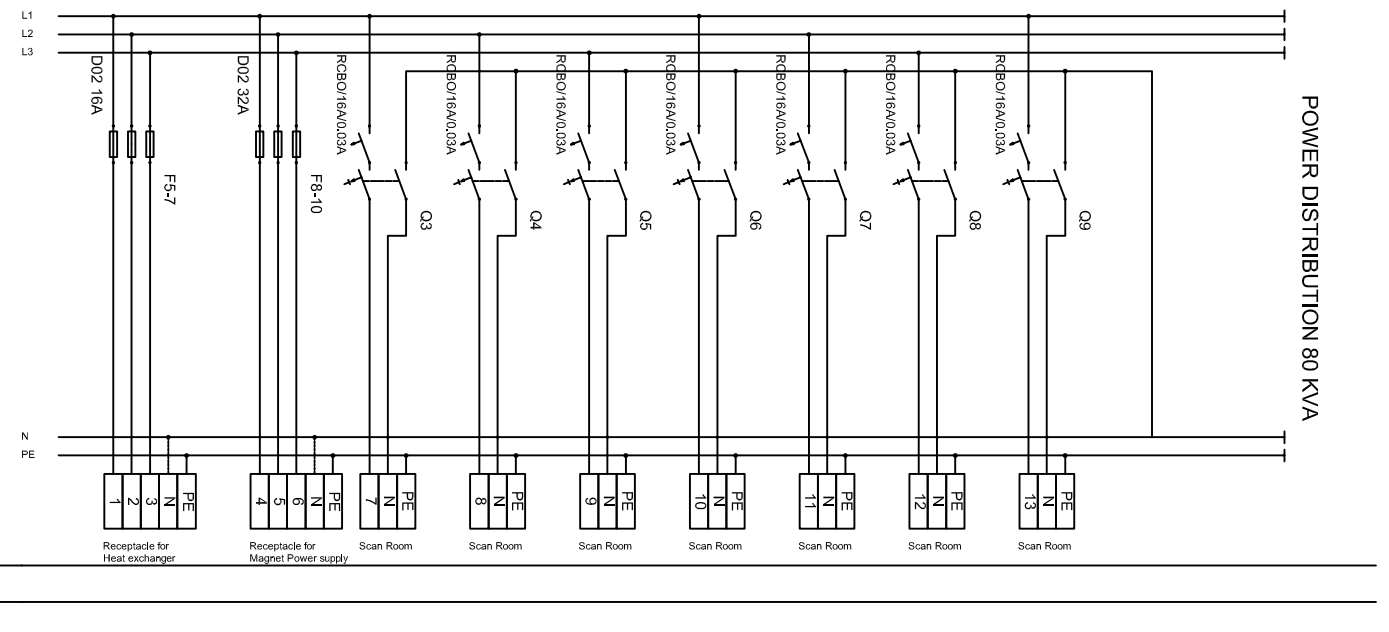 L1
L2
L3
D02 16A
F5-7
D02 32A
F8-10
RCBO/16A/0.03A
Q3
RCBO/16A/0.03A
Q4
RCBO/16A/0.03A
Q5
RCBO/16A/0.03A
Q6
RCBO/16A/0.03A
Q7
RCBO/16A/0.03A
Q8
RCBO/16A/0.03A
Q9
POWER DISTRIBUTION 80 KVA
N
PE
1 2 3 N PE
4 5 6 N PE
7 N PE
8 N PE
9 N PE
10 N PE
11 N PE
12 N PE
13 N PE
Receptacle for
Heat exchanger
Receptacle for
Magnet Power supply
Scan Room
Scan Room
Scan Room
Scan Room
Scan Room
Scan Room
Scan Room